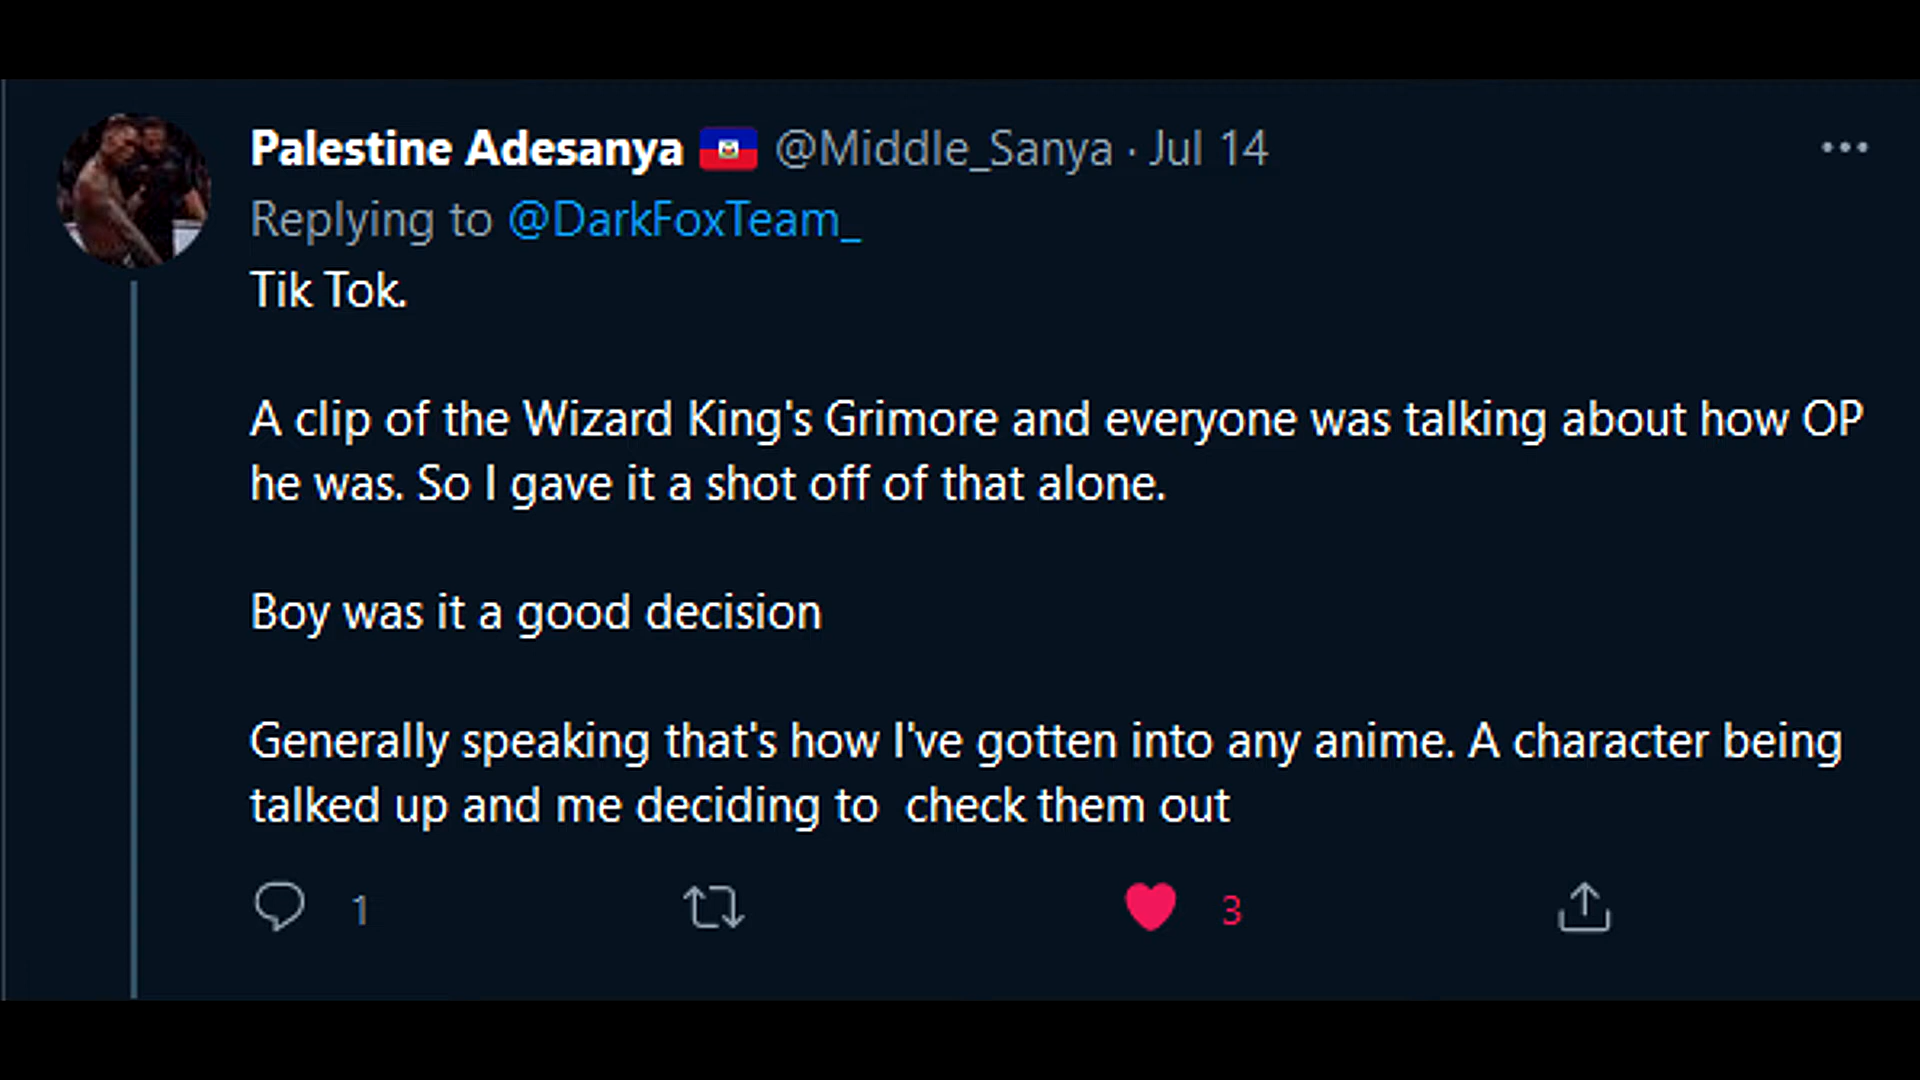 Palestine Adesanya 🇭🇹 @Middle_Sanya · Jul 14
Replying to @DarkFoxTeam_
Tik Tok.
A clip of the Wizard King's Grimore and everyone was talking about how OP
he was. So I gave it a shot off of that alone.
Boy was it a good decision
Generally speaking that's how I've gotten into any anime. A character being
talked up and me deciding to  check them out
1 3